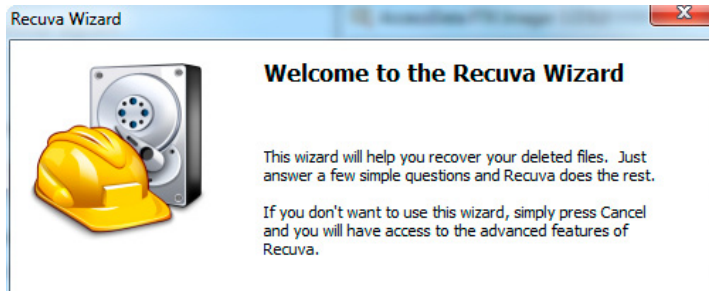 Recuva Wizard
Welcome to the Recuva Wizard
This wizard will help you recover your deleted files.  Just
answer a few simple questions and Recuva does the rest.
If you don't want to use this wizard, simply press Cancel
and you will have access to the advanced features of
Recuva.